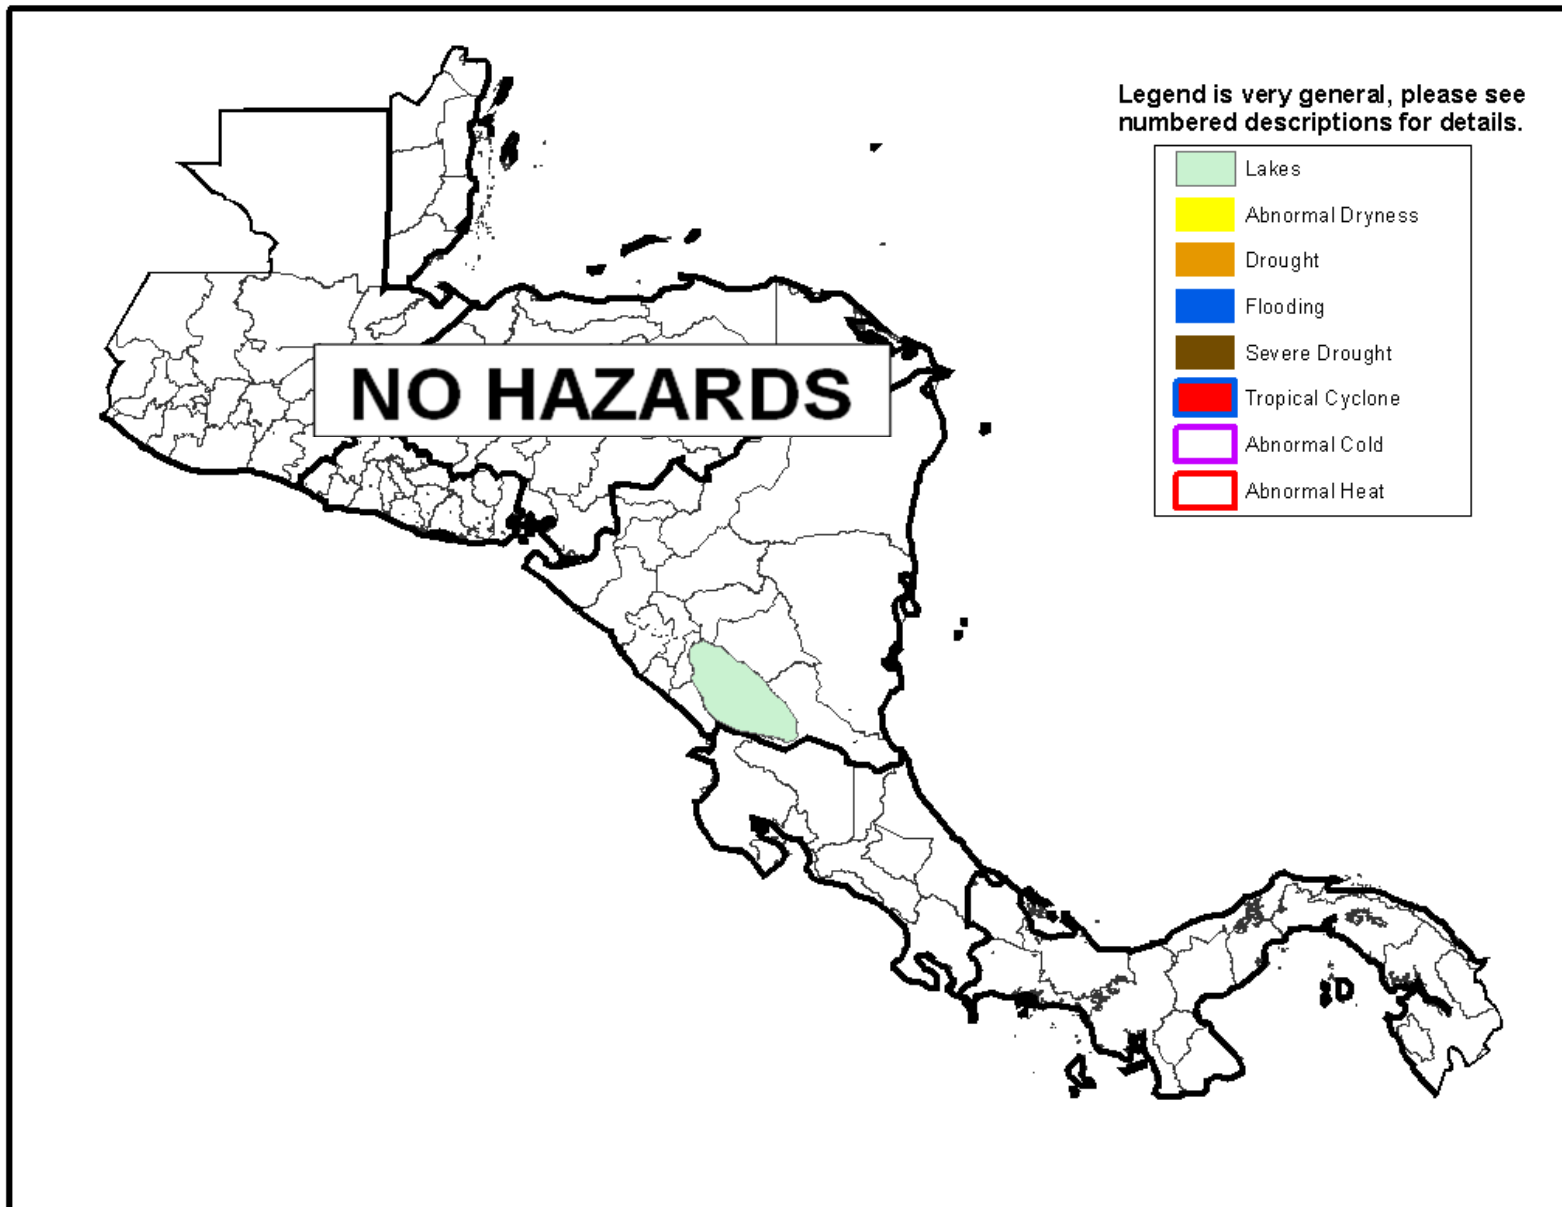 Legend is very general, please see
numbered descriptions for details.
Lakes
Abnormal Dryness
Drought
Flooding
Severe Drought
Tropical Cyclone
Abnormal Cold
Abnormal Heat
NO HAZARDS